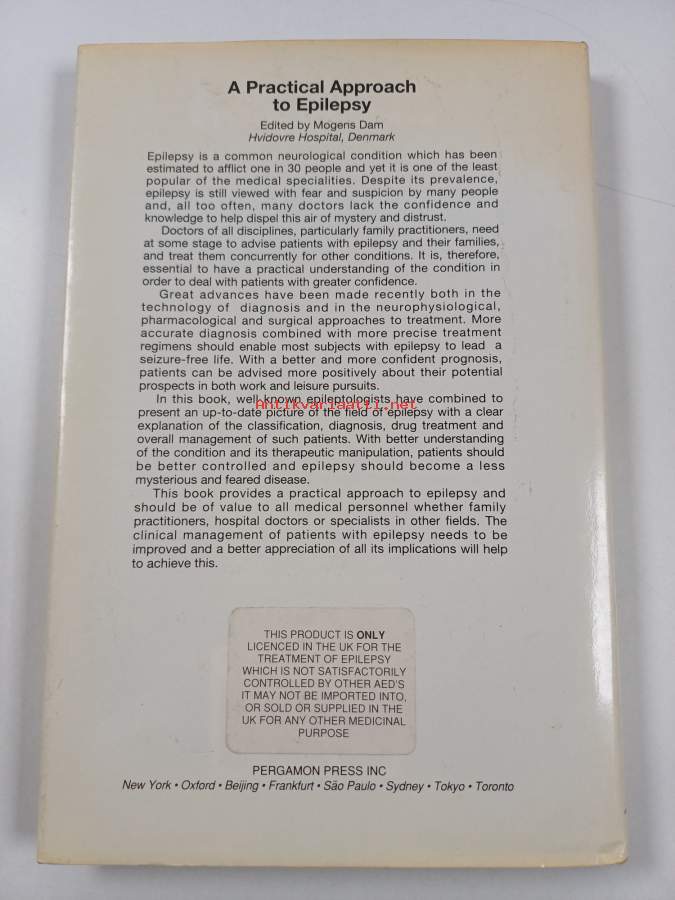 A Practical Approach
to Epilepsy
Edited by Mogens Dam
Hvidovre Hospital, Denmark
Epilepsy is a common neurological condition which has been
estimated to afflict one in 30 people and yet it is one of the least
popular of the medical specialities. Despite its prevalence,
epilepsy is still viewed with fear and suspicion by many people
and, all too often, many doctors lack the confidence and
knowledge to help dispel this air of mystery and distrust.
Doctors of all disciplines, particularly family practitioners, need
at some stage to advise patients with epilepsy and their families,
and treat them concurrently for other conditions. It is, therefore,
essential to have a practical understanding of the condition in
order to deal with patients with greater confidence.
Great advances have been made recently both in the
technology of diagnosis and in the neurophysiological,
pharmacological and surgical approaches to treatment. More
accurate diagnosis combined with more precise treatment
regimens should enable most subjects with epilepsy to lead a
seizure-free life. With a better and more confident prognosis,
patients can be advised more positively about their potential
prospects in both work and leisure pursuits.
In this book, well known epileptologists have combined to
Antikvariaatti.net
present an up-to-date picture of the field of epilepsy with a clear
explanation of the classification, diagnosis, drug treatment and
overall management of such patients. With better understanding
of the condition and its therapeutic manipulation, patients should
be better controlled and epilepsy should become a less
mysterious and feared disease.
This book provides a practical approach to epilepsy and
should be of value to all medical personnel whether family
practitioners, hospital doctors or specialists in other fields. The
clinical management of patients with epilepsy needs to be
improved and a better appreciation of all its implications will help
to achieve this.
THIS PRODUCT IS ONLY
LICENCED IN THE UK FOR THE
TREATMENT OF EPILEPSY
WHICH IS NOT SATISFACTORILY
CONTROLLED BY OTHER AED'S
IT MAY NOT BE IMPORTED INTO,
OR SOLD OR SUPPLIED IN THE
UK FOR ANY OTHER MEDICINAL
PURPOSE
PERGAMON PRESS INC
New York • Oxford • Beijing • Frankfurt • São Paulo • Sydney • Tokyo • Toronto